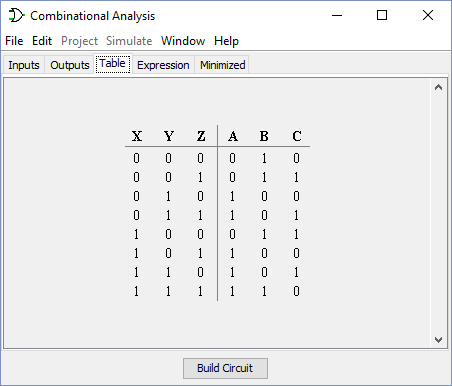 Combinational Analysis
File Edit Project Simulate Window Help
Inputs Outputs Table Expression Minimized
X Y Z A B C
0 0 0 0 1 0
0 0 1 0 1 1
0 1 0 1 0 0
0 1 1 1 0 1
1 0 0 0 1 1
1 0 1 1 0 0
1 1 0 1 0 1
1 1 1 1 1 0
Build Circuit